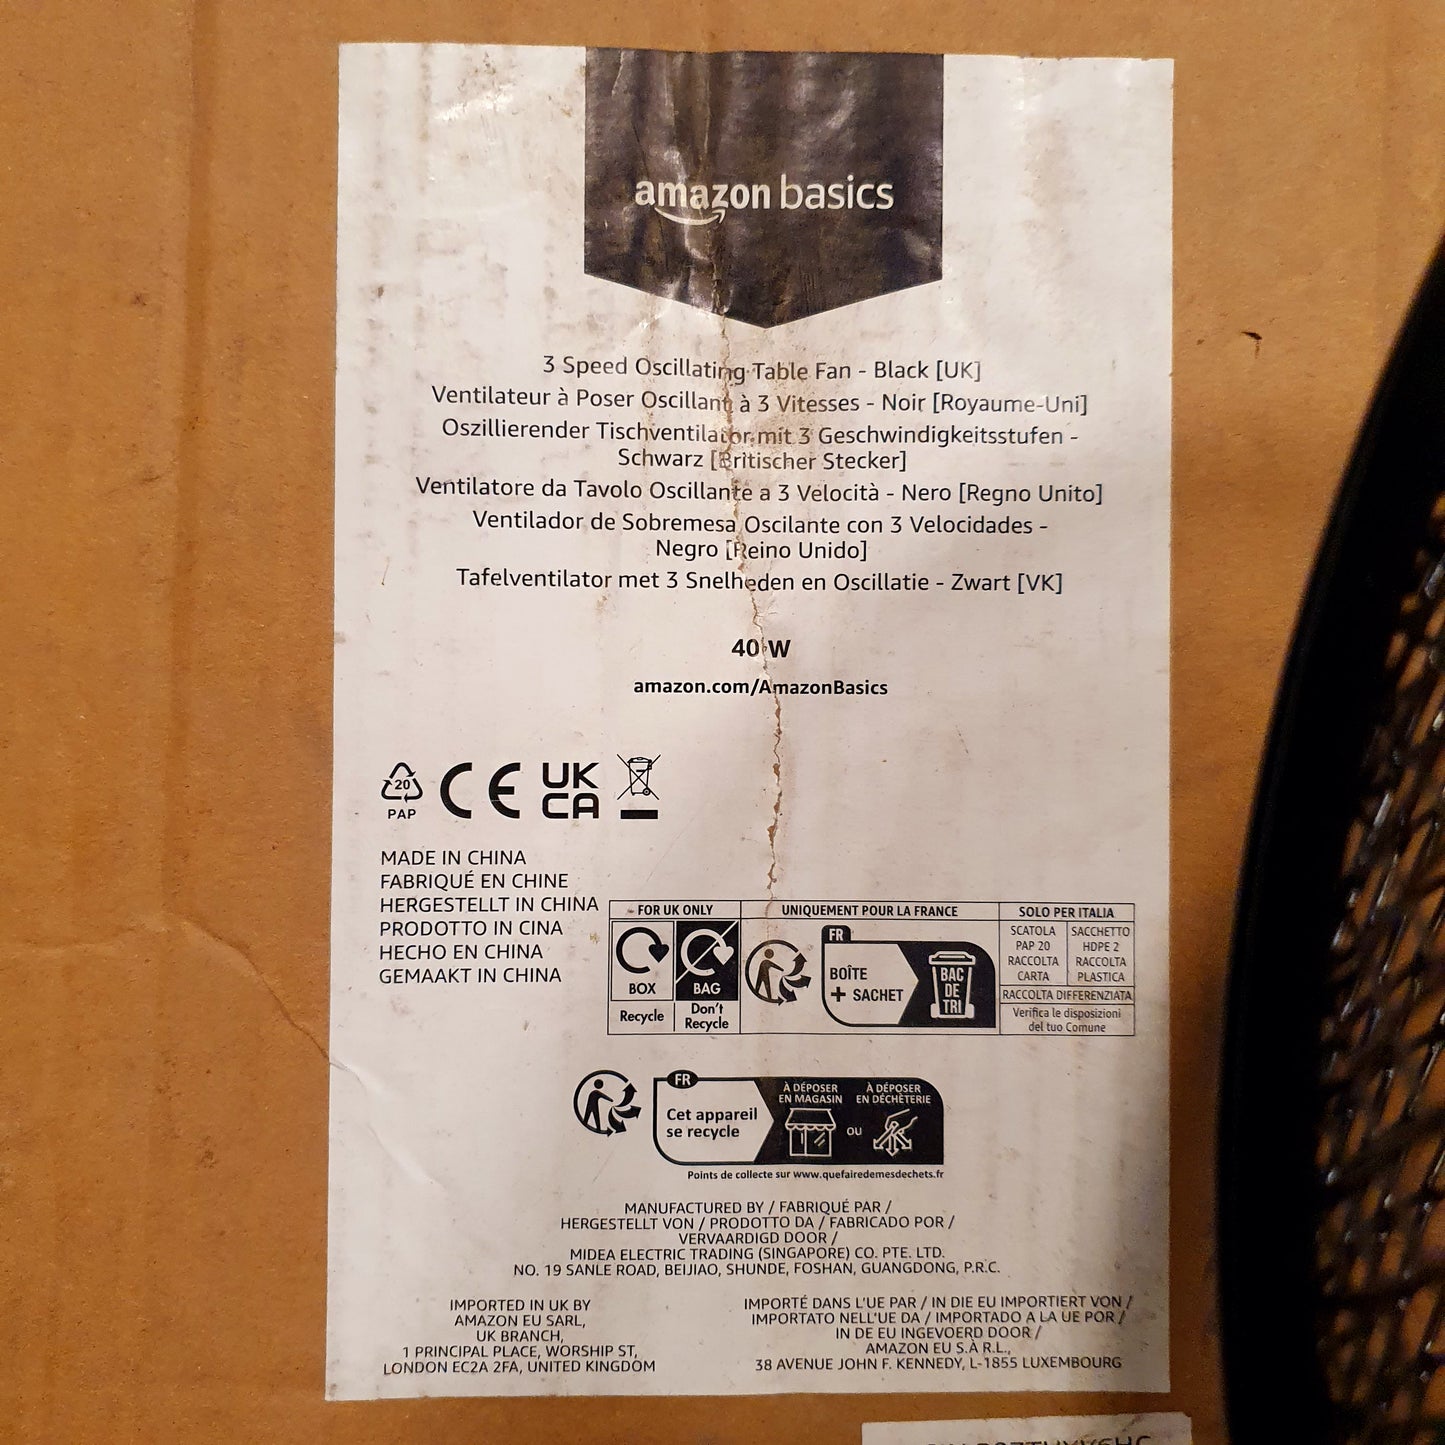 amazon basics
3 Speed Oscillating Table Fan - Black [UK]
Ventilateur à Poser Oscillant à 3 Vitesses - Noir [Royaume-Uni]
Oszillierender Tischventilator mit 3 Geschwindigkeitsstufen -
Schwarz [Britischer Stecker]
Ventilatore da Tavolo Oscillante a 3 Velocità - Nero [Regno Unito]
Ventilador de Sobremesa Oscilante con 3 Velocidades -
Negro [Reino Unido]
Tafelventilator met 3 Snelheden en Oscillatie - Zwart [VK]
40 W
amazon.com/AmazonBasics
20
PAP
CE
UK
CA
MADE IN CHINA
FABRIQUÉ EN CHINE
HERGESTELLT IN CHINA
PRODOTTO IN CINA
HECHO EN CHINA
GEMAAKT IN CHINA
FOR UK ONLY
BOX
Recycle
BAG
Don't
Recycle
UNIQUEMENT POUR LA FRANCE
FR
BOÎTE
+ SACHET
BAC
DE
TRI
SOLO PER ITALIA
SCATOLA
PAP 20
RACCOLTA
CARTA
SACCHETTO
HDPE 2
RACCOLTA
PLASTICA
RACCOLTA DIFFERENZIATA
Verifica le disposizioni
del tuo Comune
FR
Cet appareil
se recycle
À DÉPOSER
EN MAGASIN
OU
À DÉPOSER
EN DÉCHÈTERIE
Points de collecte sur www.quefairedemesdechets.fr
MANUFACTURED BY / FABRIQUÉ PAR /
HERGESTELLT VON / PRODOTTO DA / FABRICADO POR /
VERVAARDIGD DOOR /
MIDEA ELECTRIC TRADING (SINGAPORE) CO. PTE. LTD.
NO. 19 SANLE ROAD, BEIJIAO, SHUNDE, FOSHAN, GUANGDONG, P.R.C.
IMPORTED IN UK BY
AMAZON EU SARL,
UK BRANCH,
1 PRINCIPAL PLACE, WORSHIP ST,
LONDON EC2A 2FA, UNITED KINGDOM
IMPORTÉ DANS L'UE PAR / IN DIE EU IMPORTIERT VON /
IMPORTATO NELL'UE DA / IMPORTADO A LA UE POR /
IN DE EU INGEVOERD DOOR /
AMAZON EU S.À R.L.,
38 AVENUE JOHN F. KENNEDY, L-1855 LUXEMBOURG